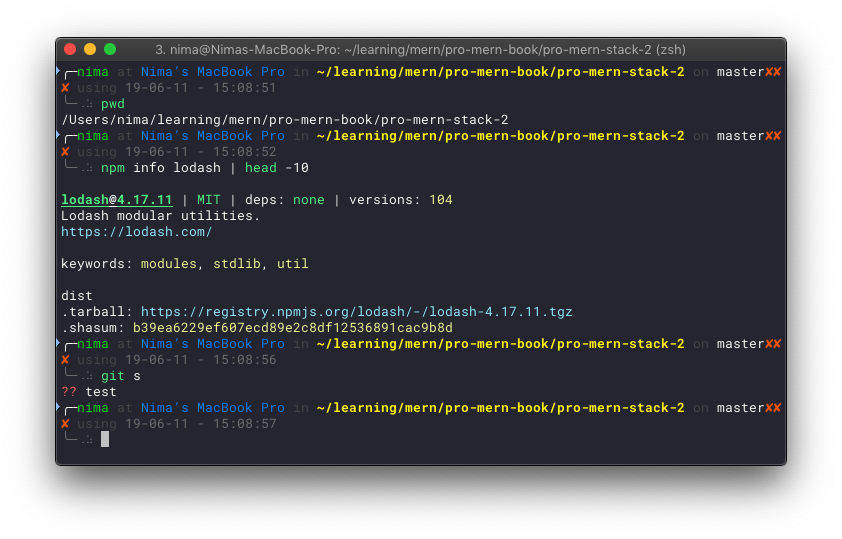 3. nima@Nimas-MacBook-Pro: ~/learning/mern/pro-mern-book/pro-mern-stack-2 (zsh)
╭─nima at Nima's MacBook Pro in ~/learning/mern/pro-mern-book/pro-mern-stack-2 on master✘✘
✘ using 19-06-11 - 15:08:51
╰─⠠⠵ pwd
/Users/nima/learning/mern/pro-mern-book/pro-mern-stack-2
╭─nima at Nima's MacBook Pro in ~/learning/mern/pro-mern-book/pro-mern-stack-2 on master✘✘
✘ using 19-06-11 - 15:08:52
╰─⠠⠵ npm info lodash | head -10

lodash@4.17.11 | MIT | deps: none | versions: 104
Lodash modular utilities.
https://lodash.com/

keywords: modules, stdlib, util

dist
.tarball: https://registry.npmjs.org/lodash/-/lodash-4.17.11.tgz
.shasum: b39ea6229ef607ecd89e2c8df12536891cac9b8d
╭─nima at Nima's MacBook Pro in ~/learning/mern/pro-mern-book/pro-mern-stack-2 on master✘✘
✘ using 19-06-11 - 15:08:56
╰─⠠⠵ git s
?? test
╭─nima at Nima's MacBook Pro in ~/learning/mern/pro-mern-book/pro-mern-stack-2 on master✘✘
✘ using 19-06-11 - 15:08:57
╰─⠠⠵